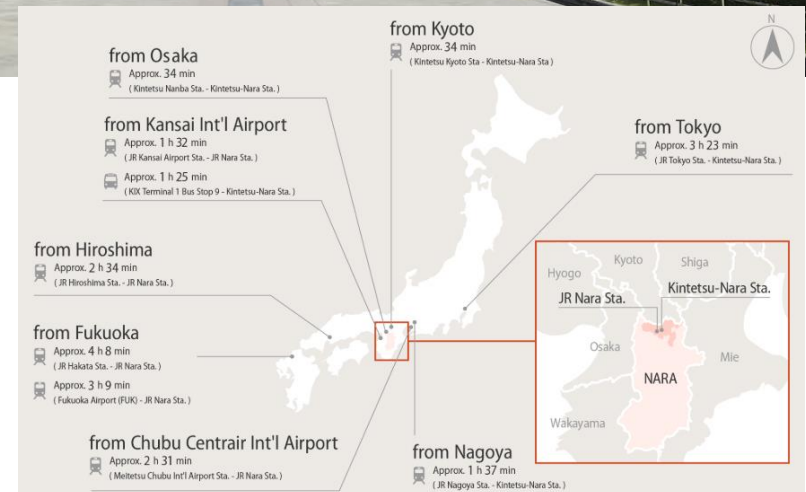 from Kyoto
Approx. 34 min
( Kintetsu Kyoto Sta - Kintetsu-Nara Sta )
N
from Osaka
Approx. 34 min
( Kintetsu Nanba Sta. - Kintetsu-Nara Sta. )
from Kansai Int'l Airport
Approx. 1 h 32 min
( JR Kansai Airport Sta. - JR Nara Sta. )
Approx. 1 h 25 min
( KIX Terminal 1 Bus Stop 9 - Kintetsu-Nara Sta. )
from Tokyo
Approx. 3 h 23 min
( JR Tokyo Sta. - Kintetsu-Nara Sta. )
from Hiroshima
Approx. 2 h 34 min
( JR Hiroshima Sta. - JR Nara Sta. )
from Fukuoka
Approx. 4 h 8 min
( JR Hakata Sta. - JR Nara Sta. )
Approx. 3 h 9 min
( Fukuoka Airport (FUK) - JR Nara Sta. )
from Chubu Centrair Int'l Airport
Approx. 2 h 31 min
( Meitetsu Chubu Int'l Airport Sta. - JR Nara Sta. )
from Nagoya
Approx. 1 h 37 min
( JR Nagoya Sta. - Kintetsu-Nara Sta. )
Hyogo
Kyoto
Shiga
JR Nara Sta.
Kintetsu-Nara Sta.
Osaka
Mie
NARA
Wakayama